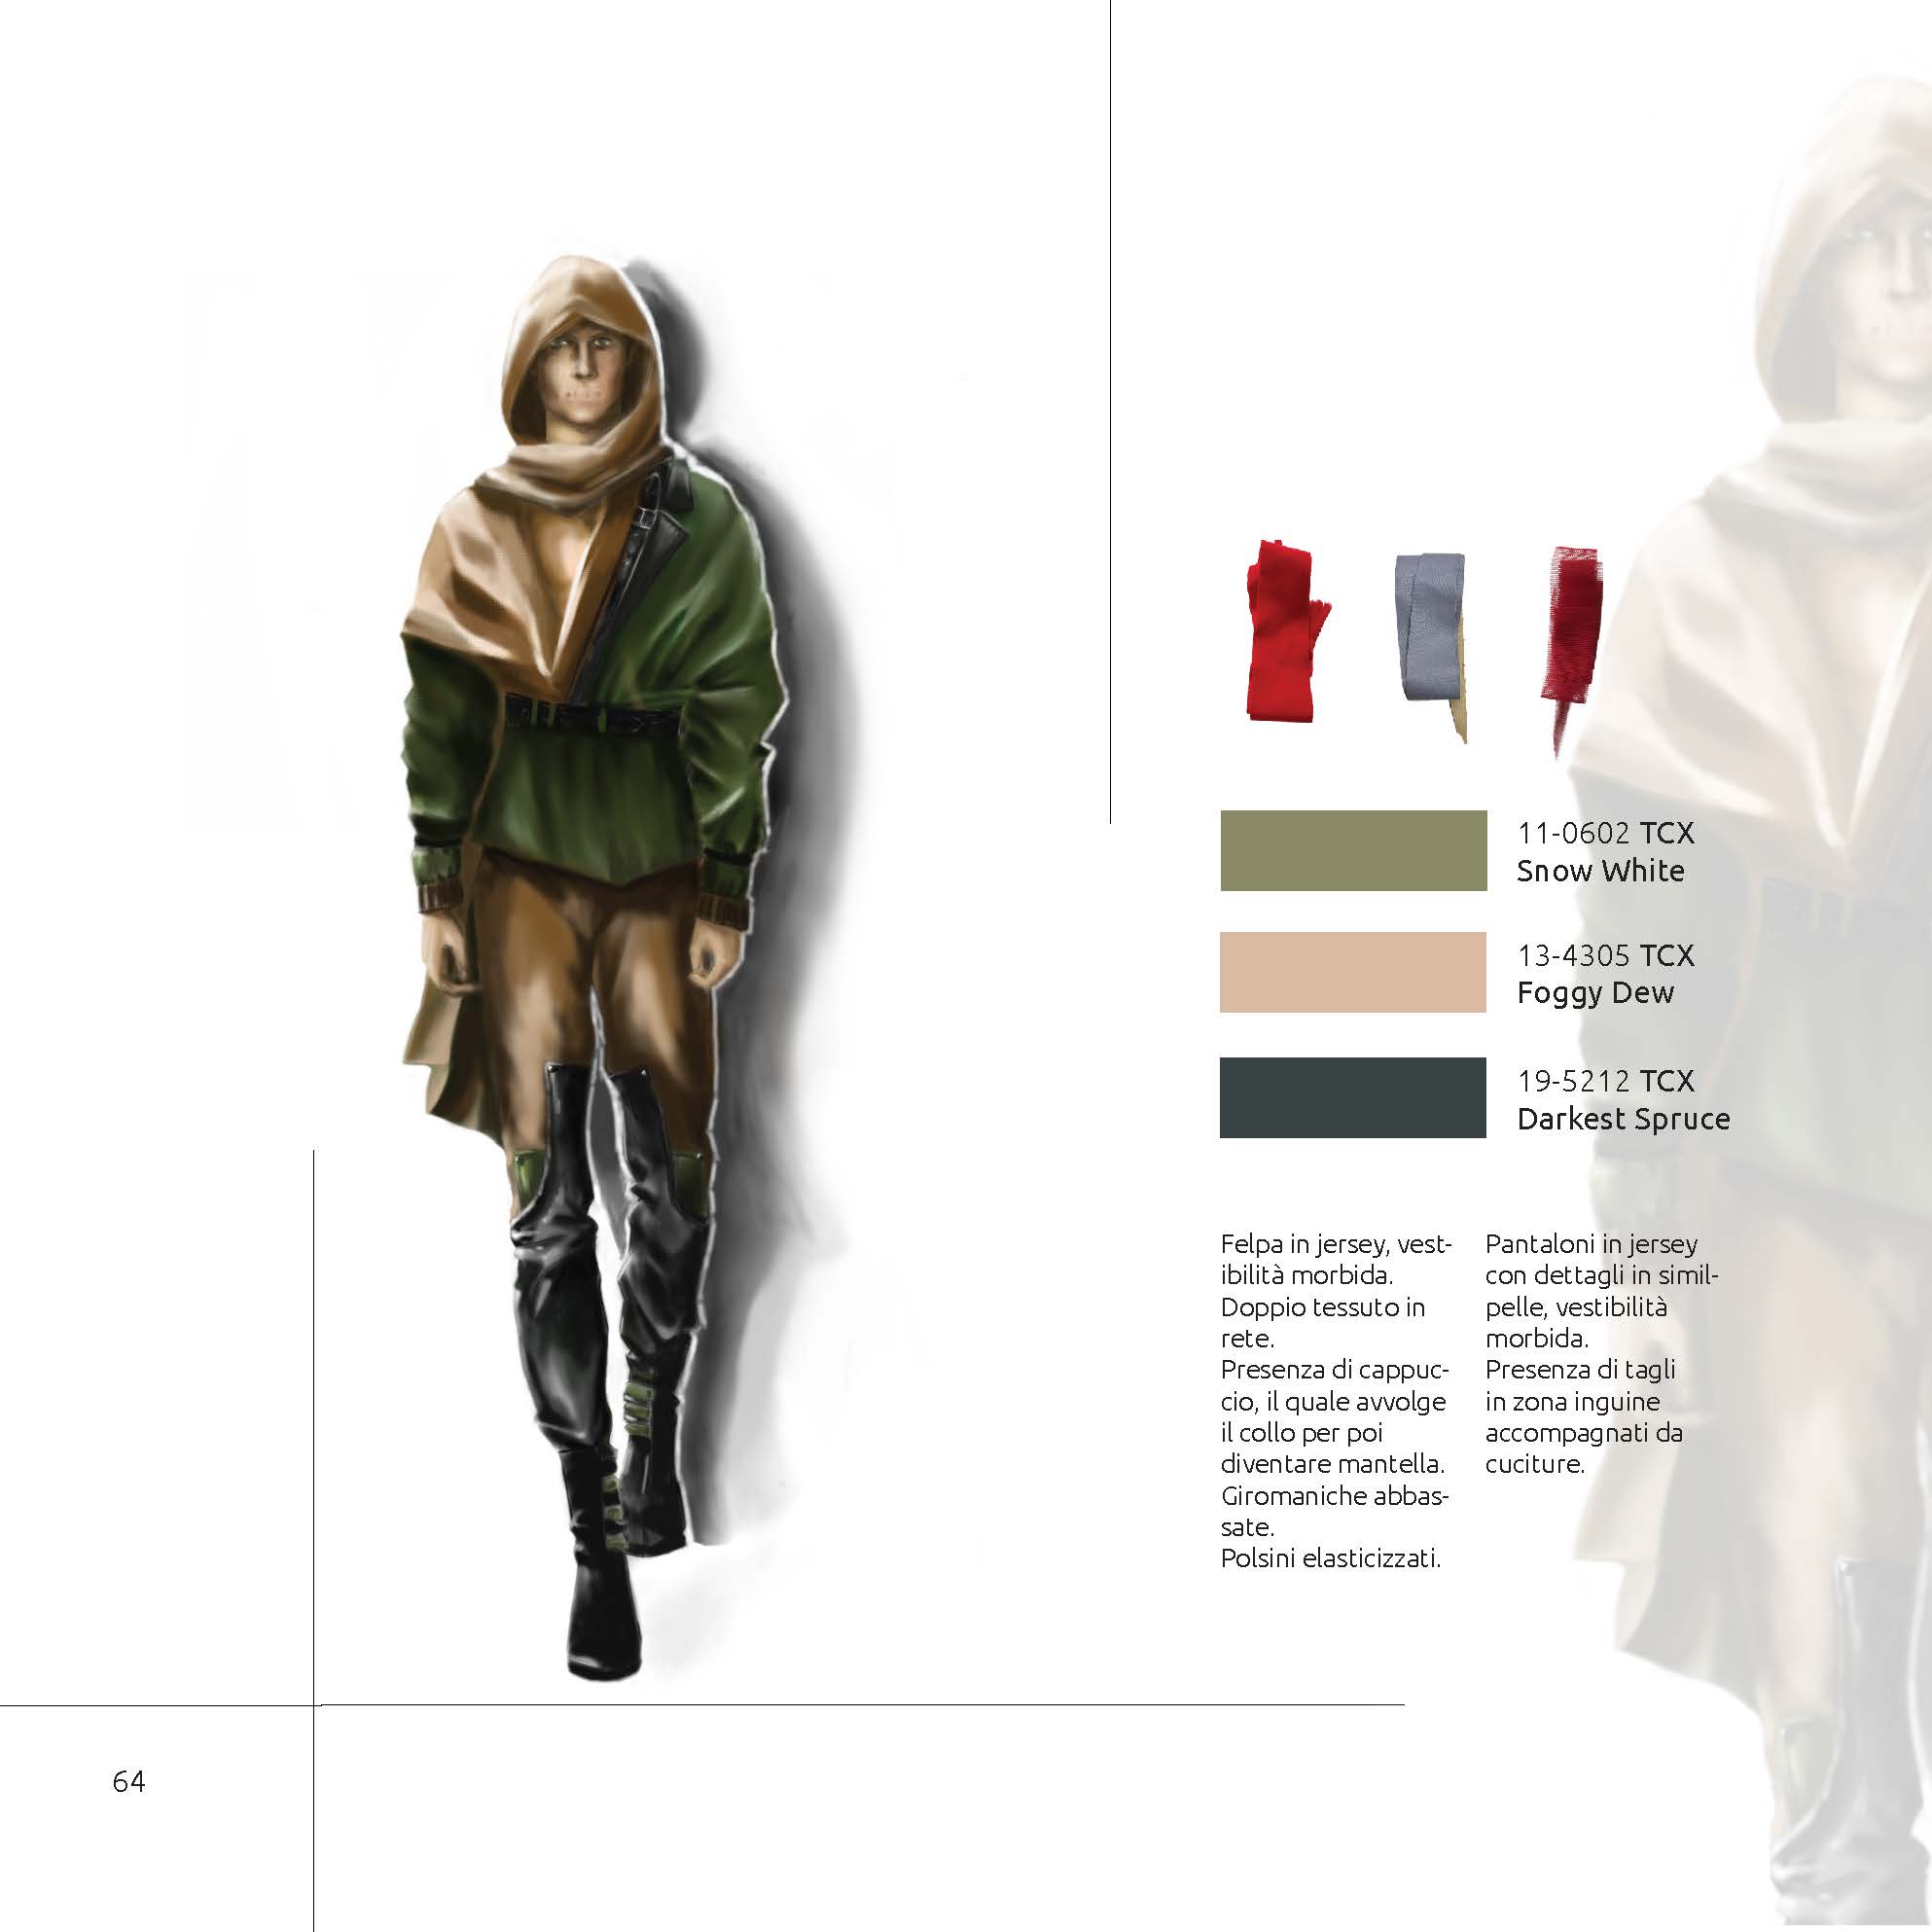 11-0602 TCX
Snow White
13-4305 TCX
Foggy Dew
19-5212 TCX
Darkest Spruce
Felpa in jersey, vest-
ibilità morbida.
Doppio tessuto in
rete.
Presenza di cappuc-
cio, il quale avvolge
il collo per poi
diventare mantella.
Giromaniche abbas-
sate.
Polsini elasticizzati.
Pantaloni in jersey
con dettagli in simil-
pelle, vestibilità
morbida.
Presenza di tagli
in zona inguine
accompagnati da
cuciture.
64